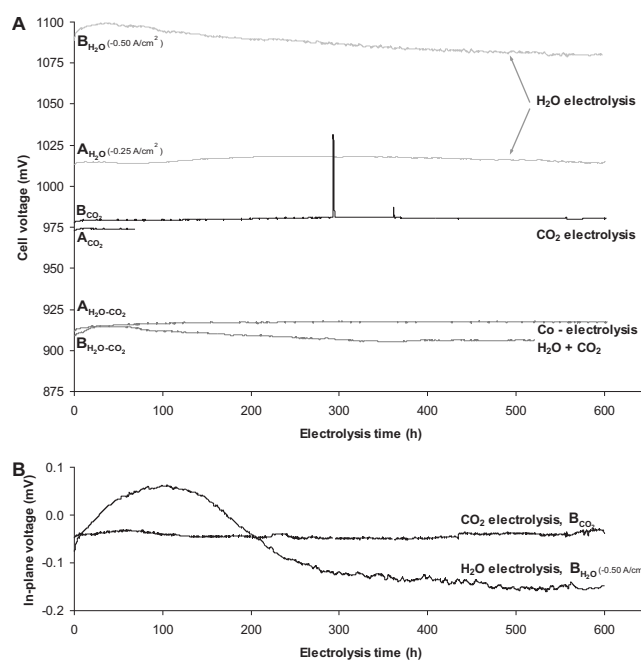 A
1100
1075
1050
1025
1000
975
950
925
900
875
Cell voltage (mV)
B_H2O (-0.50 A/cm²)
H₂O electrolysis
A_H2O (-0.25 A/cm²)
B_CO2
A_CO2
CO₂ electrolysis
A_H2O-CO2
B_H2O-CO2
Co - electrolysis
H₂O + CO₂
0 100 200 300 400 500 600
Electrolysis time (h)
B
0.1
0.0
-0.1
-0.2
In-plane voltage (mV)
CO₂ electrolysis, B_CO2
H₂O electrolysis, B_H2O (-0.50 A/cm
0 100 200 300 400 500 600
Electrolysis time (h)